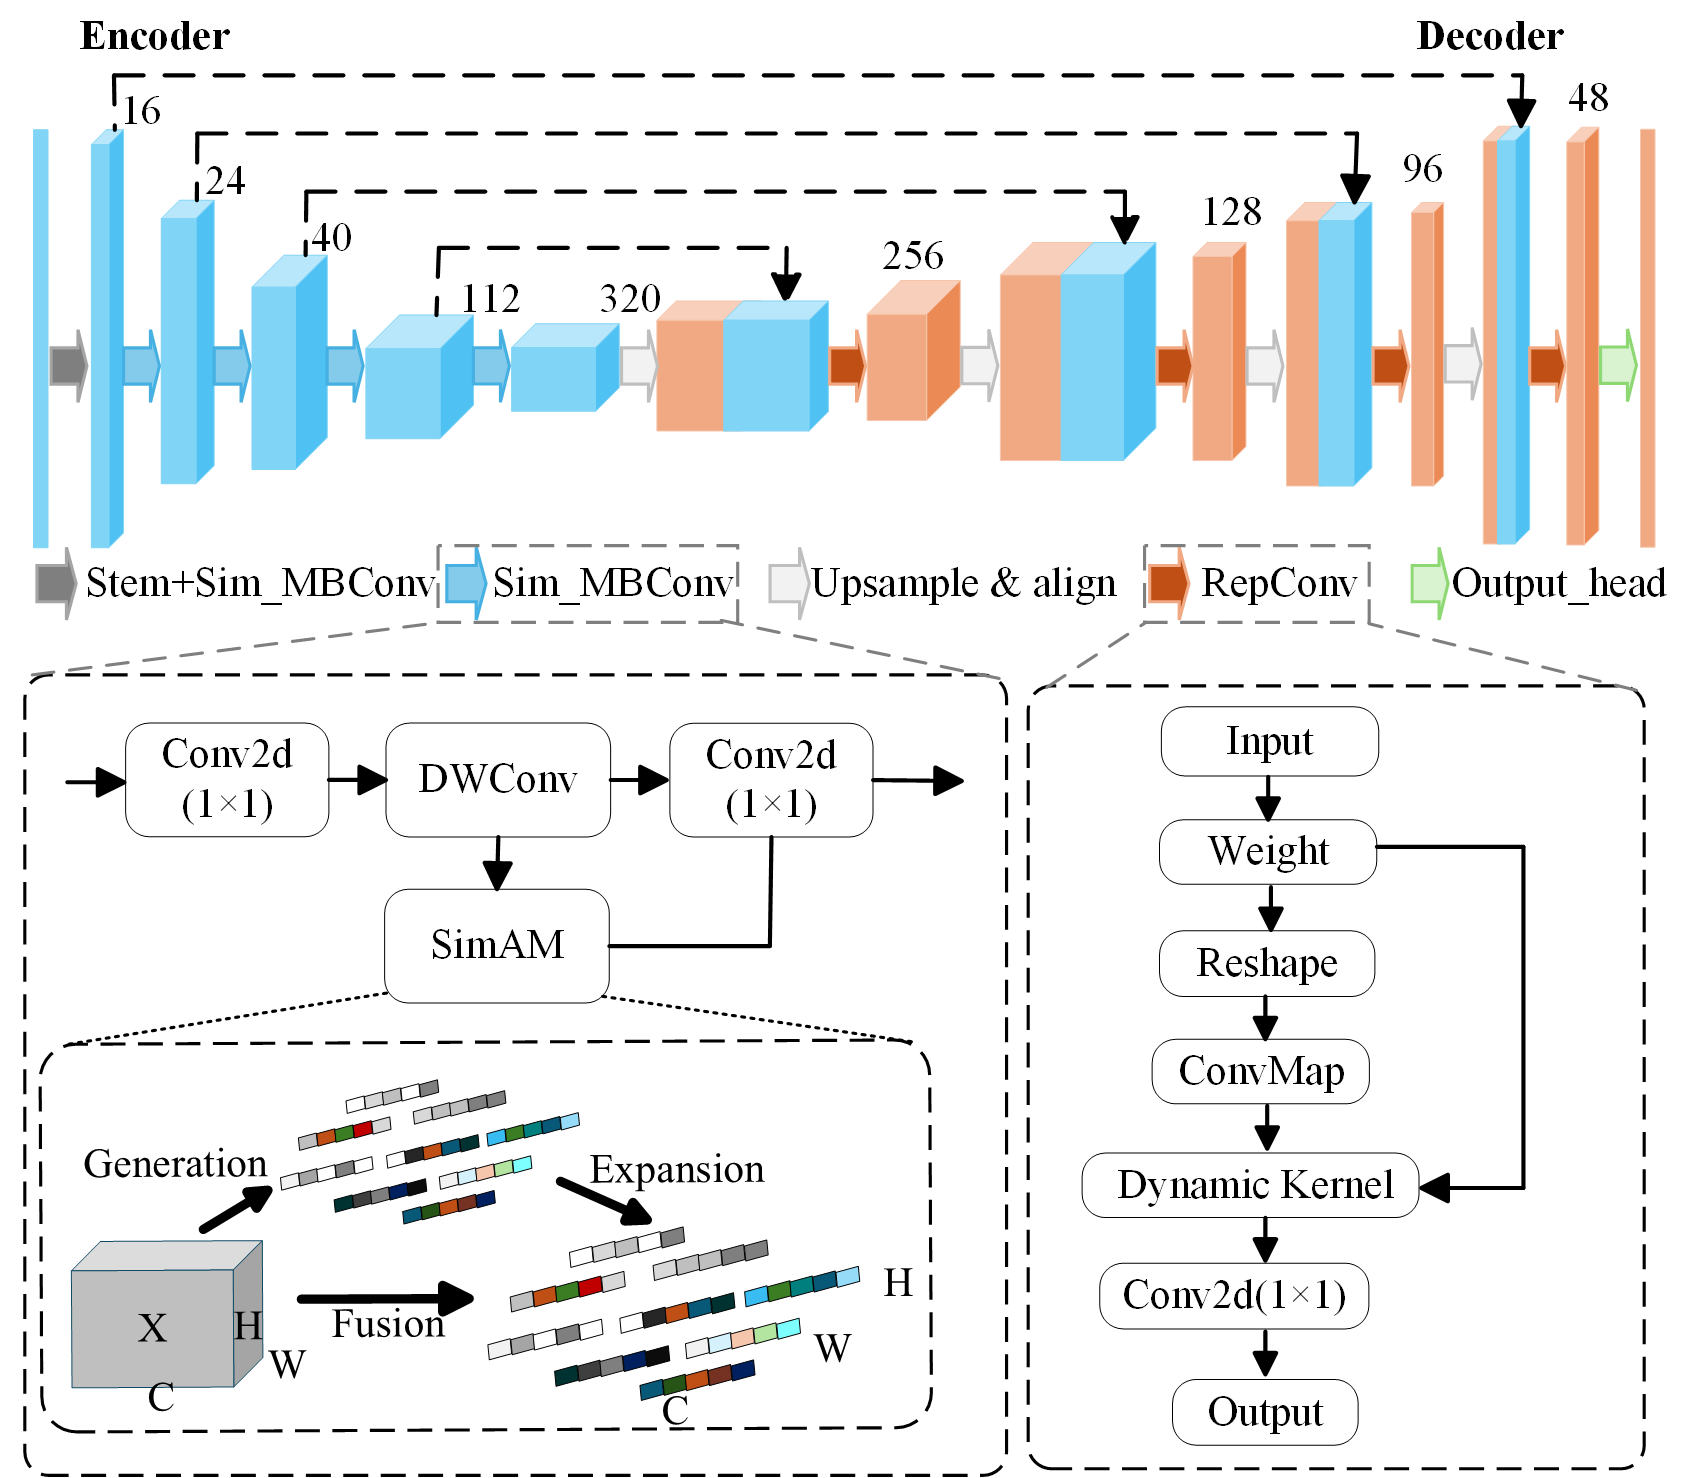 Encoder
Decoder
16
24
40
112
320
256
128
96
48
Stem+Sim_MBConv
Sim_MBConv
Upsample & align
RepConv
Output_head
Conv2d
(1×1)
DWConv
Conv2d
(1×1)
SimAM
Generation
Expansion
Fusion
X
H
W
C
H
W
C
Input
Weight
Reshape
ConvMap
Dynamic Kernel
Conv2d(1×1)
Output